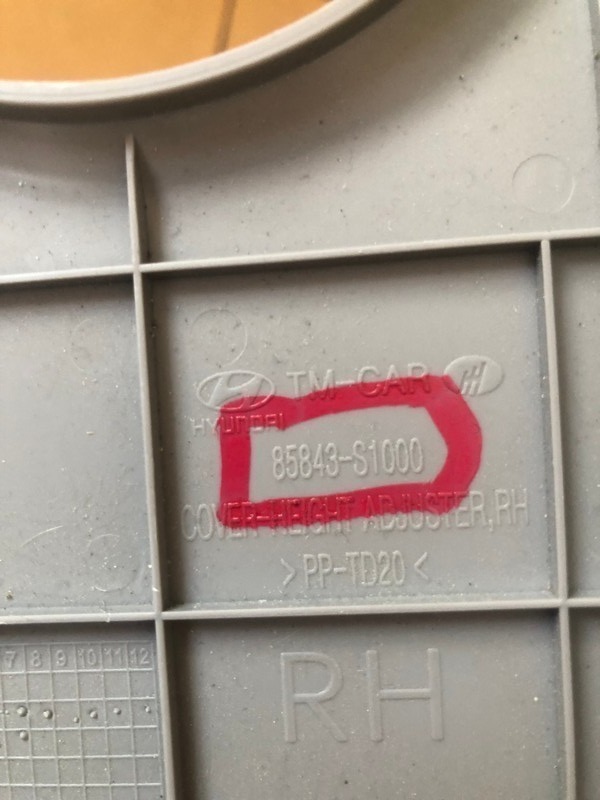 TM-CAR
HYUNDAI
85843-S1000
COVER-HEIGHT ADJUSTER,RH
>PP-TD20<
7 8 9 10 11 12
RH